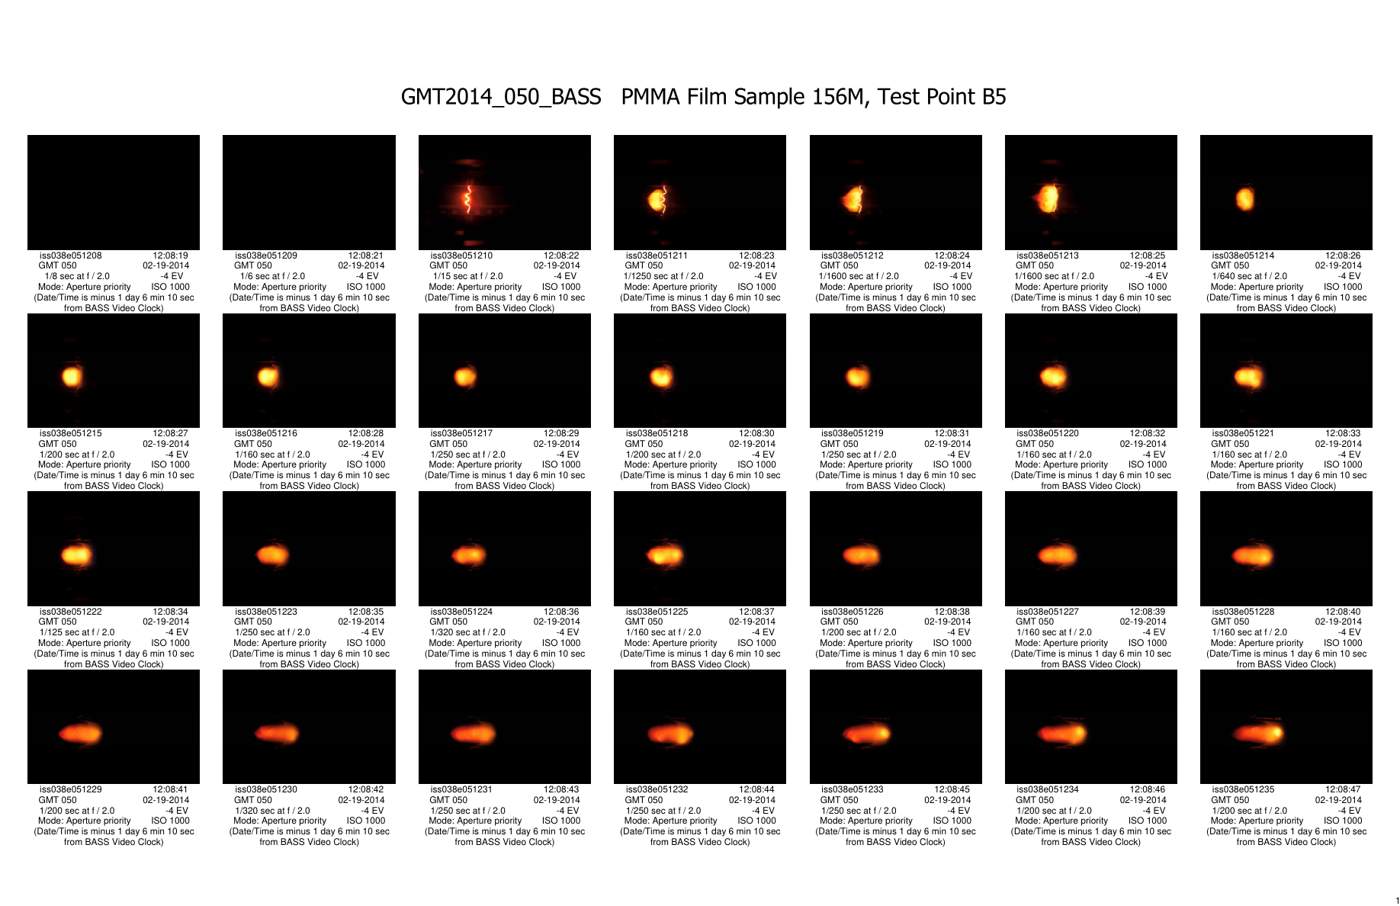 GMT2014_050_BASS PMMA Film Sample 156M, Test Point B5
iss038e051208 12:08:19
GMT 050 02-19-2014
1/8 sec at f / 2.0 -4 EV
Mode: Aperture priority ISO 1000
(Date/Time is minus 1 day 6 min 10 sec
from BASS Video Clock)
iss038e051209 12:08:21
GMT 050 02-19-2014
1/6 sec at f / 2.0 -4 EV
Mode: Aperture priority ISO 1000
(Date/Time is minus 1 day 6 min 10 sec
from BASS Video Clock)
iss038e051210 12:08:22
GMT 050 02-19-2014
1/15 sec at f / 2.0 -4 EV
Mode: Aperture priority ISO 1000
(Date/Time is minus 1 day 6 min 10 sec
from BASS Video Clock)
iss038e051211 12:08:23
GMT 050 02-19-2014
1/1250 sec at f / 2.0 -4 EV
Mode: Aperture priority ISO 1000
(Date/Time is minus 1 day 6 min 10 sec
from BASS Video Clock)
iss038e051212 12:08:24
GMT 050 02-19-2014
1/1600 sec at f / 2.0 -4 EV
Mode: Aperture priority ISO 1000
(Date/Time is minus 1 day 6 min 10 sec
from BASS Video Clock)
iss038e051213 12:08:25
GMT 050 02-19-2014
1/1600 sec at f / 2.0 -4 EV
Mode: Aperture priority ISO 1000
(Date/Time is minus 1 day 6 min 10 sec
from BASS Video Clock)
iss038e051214 12:08:26
GMT 050 02-19-2014
1/640 sec at f / 2.0 -4 EV
Mode: Aperture priority ISO 1000
(Date/Time is minus 1 day 6 min 10 sec
from BASS Video Clock)
iss038e051215 12:08:27
GMT 050 02-19-2014
1/200 sec at f / 2.0 -4 EV
Mode: Aperture priority ISO 1000
(Date/Time is minus 1 day 6 min 10 sec
from BASS Video Clock)
iss038e051216 12:08:28
GMT 050 02-19-2014
1/160 sec at f / 2.0 -4 EV
Mode: Aperture priority ISO 1000
(Date/Time is minus 1 day 6 min 10 sec
from BASS Video Clock)
iss038e051217 12:08:29
GMT 050 02-19-2014
1/250 sec at f / 2.0 -4 EV
Mode: Aperture priority ISO 1000
(Date/Time is minus 1 day 6 min 10 sec
from BASS Video Clock)
iss038e051218 12:08:30
GMT 050 02-19-2014
1/200 sec at f / 2.0 -4 EV
Mode: Aperture priority ISO 1000
(Date/Time is minus 1 day 6 min 10 sec
from BASS Video Clock)
iss038e051219 12:08:31
GMT 050 02-19-2014
1/250 sec at f / 2.0 -4 EV
Mode: Aperture priority ISO 1000
(Date/Time is minus 1 day 6 min 10 sec
from BASS Video Clock)
iss038e051220 12:08:32
GMT 050 02-19-2014
1/160 sec at f / 2.0 -4 EV
Mode: Aperture priority ISO 1000
(Date/Time is minus 1 day 6 min 10 sec
from BASS Video Clock)
iss038e051221 12:08:33
GMT 050 02-19-2014
1/160 sec at f / 2.0 -4 EV
Mode: Aperture priority ISO 1000
(Date/Time is minus 1 day 6 min 10 sec
from BASS Video Clock)
iss038e051222 12:08:34
GMT 050 02-19-2014
1/125 sec at f / 2.0 -4 EV
Mode: Aperture priority ISO 1000
(Date/Time is minus 1 day 6 min 10 sec
from BASS Video Clock)
iss038e051223 12:08:35
GMT 050 02-19-2014
1/250 sec at f / 2.0 -4 EV
Mode: Aperture priority ISO 1000
(Date/Time is minus 1 day 6 min 10 sec
from BASS Video Clock)
iss038e051224 12:08:36
GMT 050 02-19-2014
1/320 sec at f / 2.0 -4 EV
Mode: Aperture priority ISO 1000
(Date/Time is minus 1 day 6 min 10 sec
from BASS Video Clock)
iss038e051225 12:08:37
GMT 050 02-19-2014
1/160 sec at f / 2.0 -4 EV
Mode: Aperture priority ISO 1000
(Date/Time is minus 1 day 6 min 10 sec
from BASS Video Clock)
iss038e051226 12:08:38
GMT 050 02-19-2014
1/200 sec at f / 2.0 -4 EV
Mode: Aperture priority ISO 1000
(Date/Time is minus 1 day 6 min 10 sec
from BASS Video Clock)
iss038e051227 12:08:39
GMT 050 02-19-2014
1/160 sec at f / 2.0 -4 EV
Mode: Aperture priority ISO 1000
(Date/Time is minus 1 day 6 min 10 sec
from BASS Video Clock)
iss038e051228 12:08:40
GMT 050 02-19-2014
1/160 sec at f / 2.0 -4 EV
Mode: Aperture priority ISO 1000
(Date/Time is minus 1 day 6 min 10 sec
from BASS Video Clock)
iss038e051229 12:08:41
GMT 050 02-19-2014
1/200 sec at f / 2.0 -4 EV
Mode: Aperture priority ISO 1000
(Date/Time is minus 1 day 6 min 10 sec
from BASS Video Clock)
iss038e051230 12:08:42
GMT 050 02-19-2014
1/320 sec at f / 2.0 -4 EV
Mode: Aperture priority ISO 1000
(Date/Time is minus 1 day 6 min 10 sec
from BASS Video Clock)
iss038e051231 12:08:43
GMT 050 02-19-2014
1/250 sec at f / 2.0 -4 EV
Mode: Aperture priority ISO 1000
(Date/Time is minus 1 day 6 min 10 sec
from BASS Video Clock)
iss038e051232 12:08:44
GMT 050 02-19-2014
1/250 sec at f / 2.0 -4 EV
Mode: Aperture priority ISO 1000
(Date/Time is minus 1 day 6 min 10 sec
from BASS Video Clock)
iss038e051233 12:08:45
GMT 050 02-19-2014
1/250 sec at f / 2.0 -4 EV
Mode: Aperture priority ISO 1000
(Date/Time is minus 1 day 6 min 10 sec
from BASS Video Clock)
iss038e051234 12:08:46
GMT 050 02-19-2014
1/200 sec at f / 2.0 -4 EV
Mode: Aperture priority ISO 1000
(Date/Time is minus 1 day 6 min 10 sec
from BASS Video Clock)
iss038e051235 12:08:47
GMT 050 02-19-2014
1/200 sec at f / 2.0 -4 EV
Mode: Aperture priority ISO 1000
(Date/Time is minus 1 day 6 min 10 sec
from BASS Video Clock)